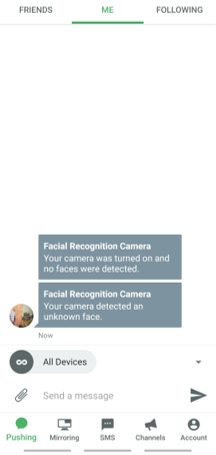 FRIENDS ME FOLLOWING
Facial Recognition Camera
Your camera was turned on and
no faces were detected.
Facial Recognition Camera
Your camera detected an
unknown face.
Now
All Devices
Send a message
Pushing Mirroring SMS Channels Account